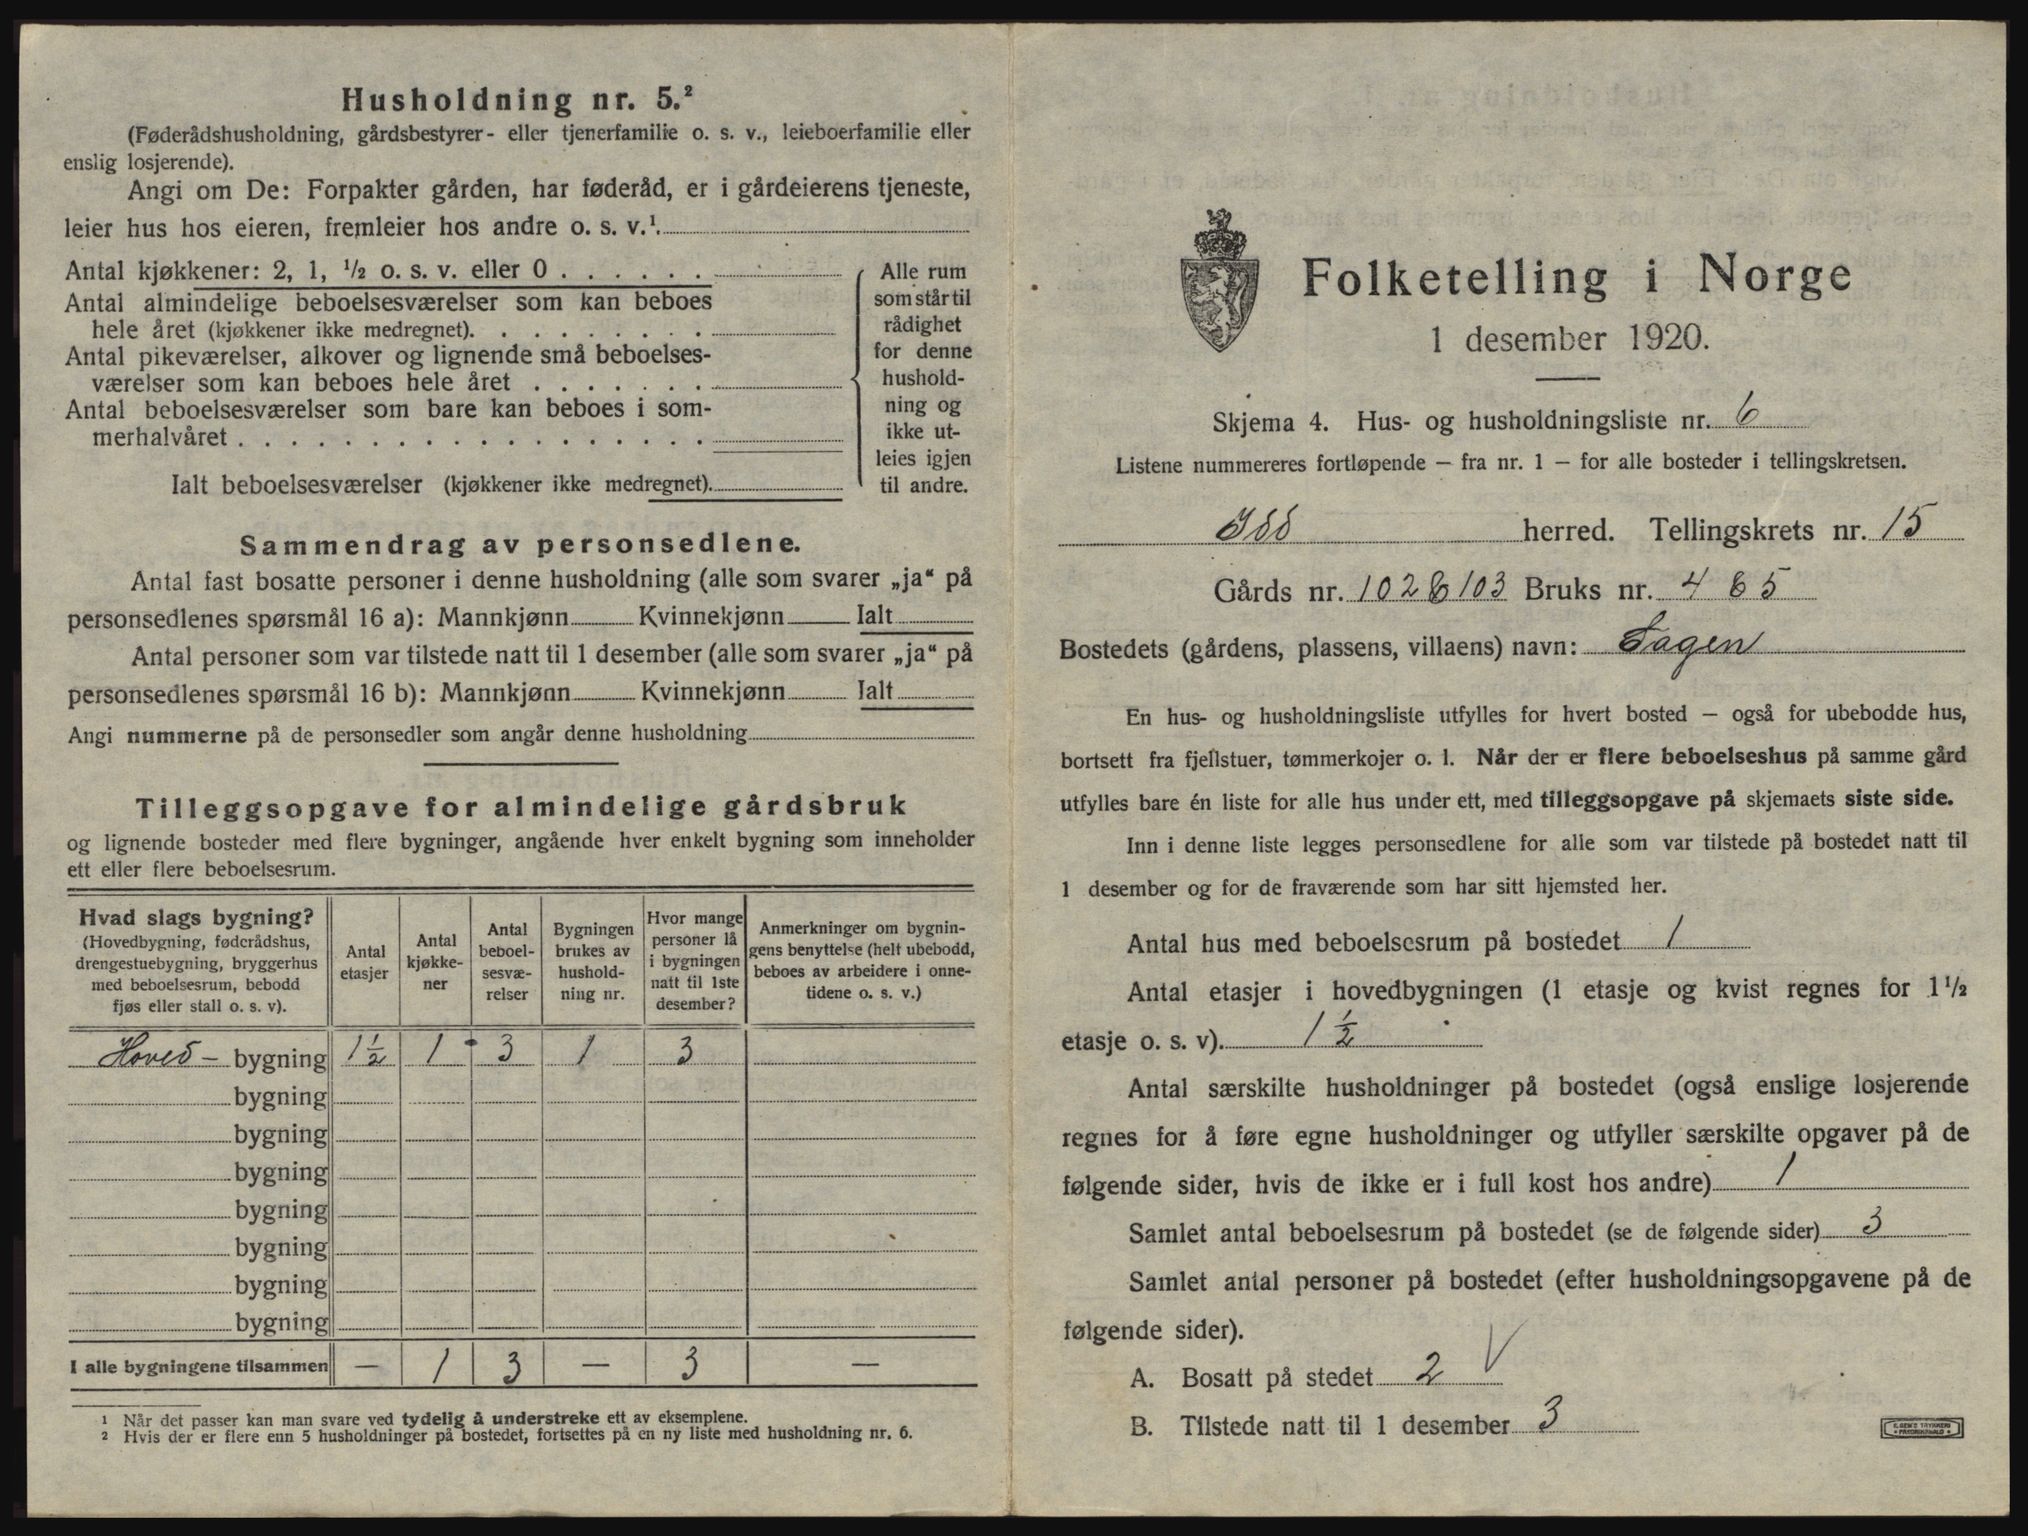 Husholdning nr. 5.²
(Føderådshusholdning, gårdsbestyrer- eller tjenerfamilie o. s. v., leieboerfamilie eller
enslig losjerende).
Angi om De: Forpakter gården, har føderåd, er i gårdeierens tjeneste,
leier hus hos eieren, fremleier hos andre o. s. v.¹.
Antal kjøkkener: 2, 1, ½ o. s. v. eller 0
Antal almindelige beboelsesværelser som kan beboes
hele året (kjøkkener ikke medregnet).
Antal pikeværelser, alkover og lignende små beboelses-
værelser som kan beboes hele året
Antal beboelsesværelser som bare kan beboes i som-
merhalvåret
Ialt beboelsesværelser (kjøkkener ikke medregnet).
Alle rum
som står til
rådighet
for denne
hushold-
ning og
ikke ut-
leies igjen
til andre.
Sammendrag av personsedlene.
Antal fast bosatte personer i denne husholdning (alle som svarer „ja“ på
personsedlenes spørsmål 16 a): Mannkjønn Kvinnekjønn Ialt
Antal personer som var tilstede natt til 1 desember (alle som svarer „ja“ på
personsedlenes spørsmål 16 b): Mannkjønn Kvinnekjønn Ialt
Angi nummerne på de personsedler som angår denne husholdning
Tilleggsopgave for almindelige gårdsbruk
og lignende bosteder med flere bygninger, angående hver enkelt bygning som inneholder
ett eller flere beboelsesrum.
Hvad slags bygning?
(Hovedbygning, føderådshus,
drengestuebygning, bryggerhus
med beboelsesrum, bebodd
fjøs eller stall o. s. v).
Antal
etasjer
Antal
kjøkke-
ner
Antal
beboel-
sesvæ-
relser
Bygningen
brukes av
hushold-
ning nr.
Hvor mange
personer lå
i bygningen
natt til 1ste
desember?
Anmerkninger om bygnin-
gens benyttelse (helt ubebodd,
beboes av arbeidere i onne-
tidene o. s. v.)
Hoved- bygning 1½ 1 3 1 3
bygning
bygning
bygning
bygning
bygning
bygning
bygning
I alle bygningene tilsammen — 1 3 — 3 —
¹ Når det passer kan man svare ved tydelig å understreke ett av eksemplene.
² Hvis der er flere enn 5 husholdninger på bostedet, fortsettes på en ny liste med husholdning nr. 6.
Folketelling i Norge
1 desember 1920.
Skjema 4. Hus- og husholdningsliste nr. 6
Listene nummereres fortløpende – fra nr. 1 – for alle bosteder i tellingskretsen.
Idd herred. Tellingskrets nr. 15
Gårds nr. 102 & 103 Bruks nr. 4 & 5
Bostedets (gårdens, plassens, villaens) navn: Sagen
En hus- og husholdningsliste utfylles for hvert bosted – også for ubebodde hus,
bortsett fra fjellstuer, tømmerkojer o. l. Når der er flere beboelseshus på samme gård
utfylles bare én liste for alle hus under ett, med tilleggsopgave på skjemaets siste side.
Inn i denne liste legges personsedlene for alle som var tilstede på bostedet natt til
1 desember og for de fraværende som har sitt hjemsted her.
Antal hus med beboelsesrum på bostedet 1
Antal etasjer i hovedbygningen (1 etasje og kvist regnes for 1½
etasje o. s. v). 1½
Antal særskilte husholdninger på bostedet (også enslige losjerende
regnes for å føre egne husholdninger og utfyller særskilte opgaver på de
følgende sider, hvis de ikke er i full kost hos andre) 1
Samlet antal beboelsesrum på bostedet (se de følgende sider) 3
Samlet antal personer på bostedet (efter husholdningsopgavene på de
følgende sider).
A. Bosatt på stedet 2 V
B. Tilstede natt til 1 desember 3